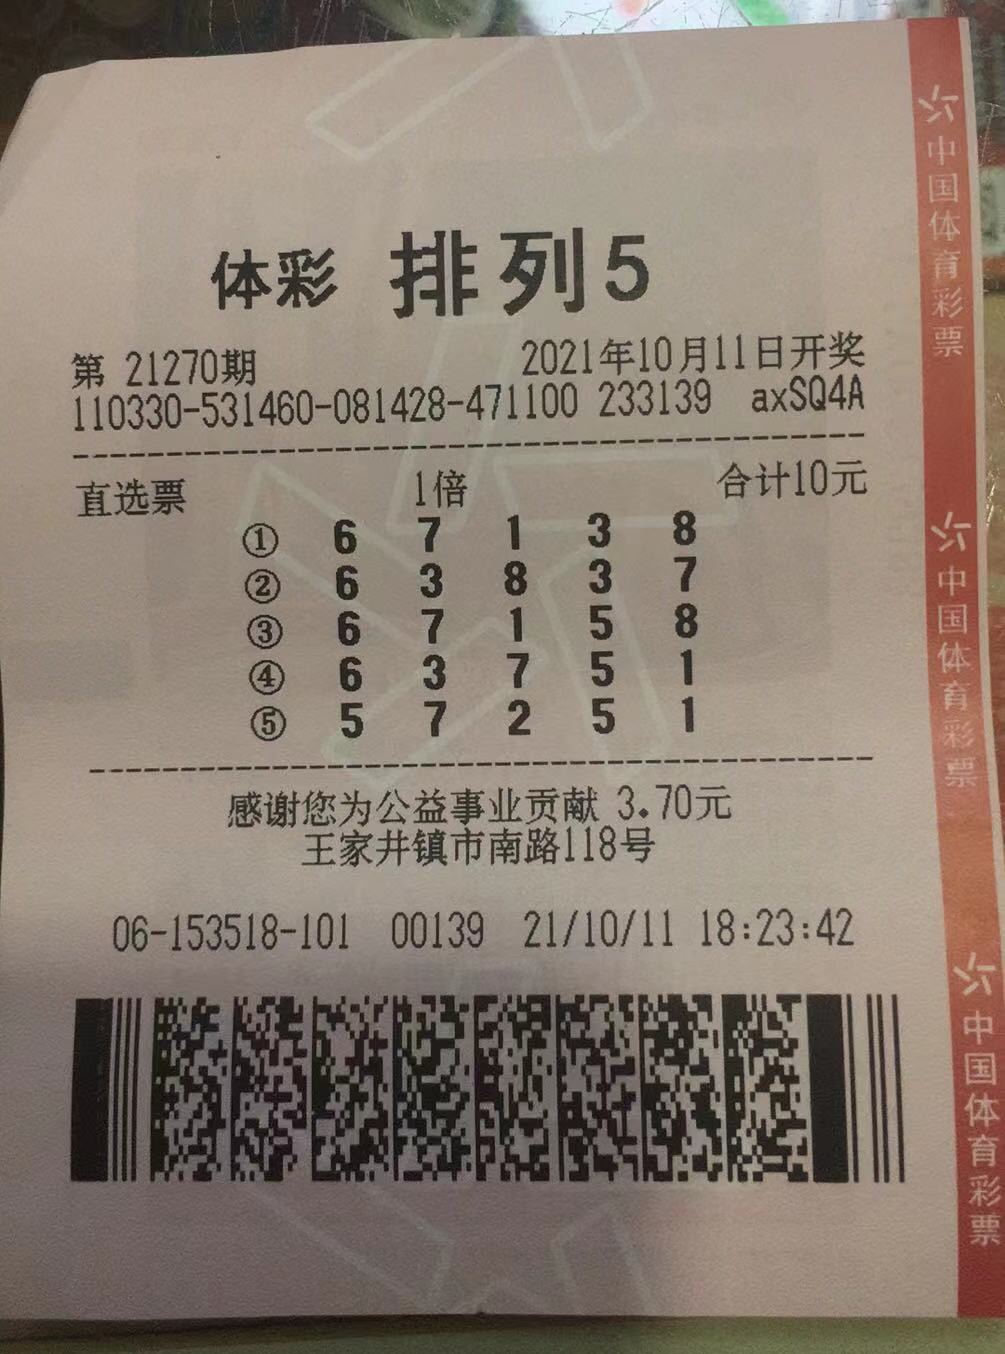 体彩 排列5
第 21270期 2021年10月11日开奖
110330-531460-081428-471100 233139 axSQ4A
直选票 1倍 合计10元
① 6 7 1 3 8
② 6 3 8 3 7
③ 6 7 1 5 8
④ 6 3 7 5 1
⑤ 5 7 2 5 1
感谢您为公益事业贡献 3.70元
王家井镇市南路118号
06-153518-101 00139 21/10/11 18:23:42
中国体育彩票
中国体育彩票
中国体育彩票